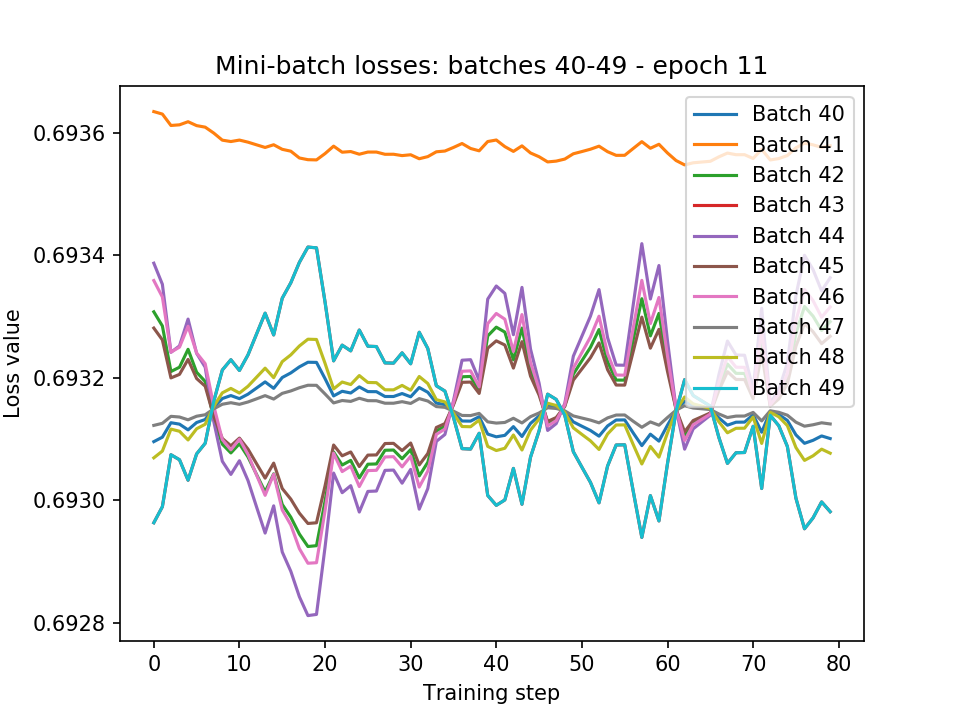 Mini-batch losses: batches 40-49 - epoch 11
0.6936
0.6934
0.6932
0.6930
0.6928
Loss value
0 10 20 30 40 50 60 70 80
Training step
Batch 40
Batch 41
Batch 42
Batch 43
Batch 44
Batch 45
Batch 46
Batch 47
Batch 48
Batch 49